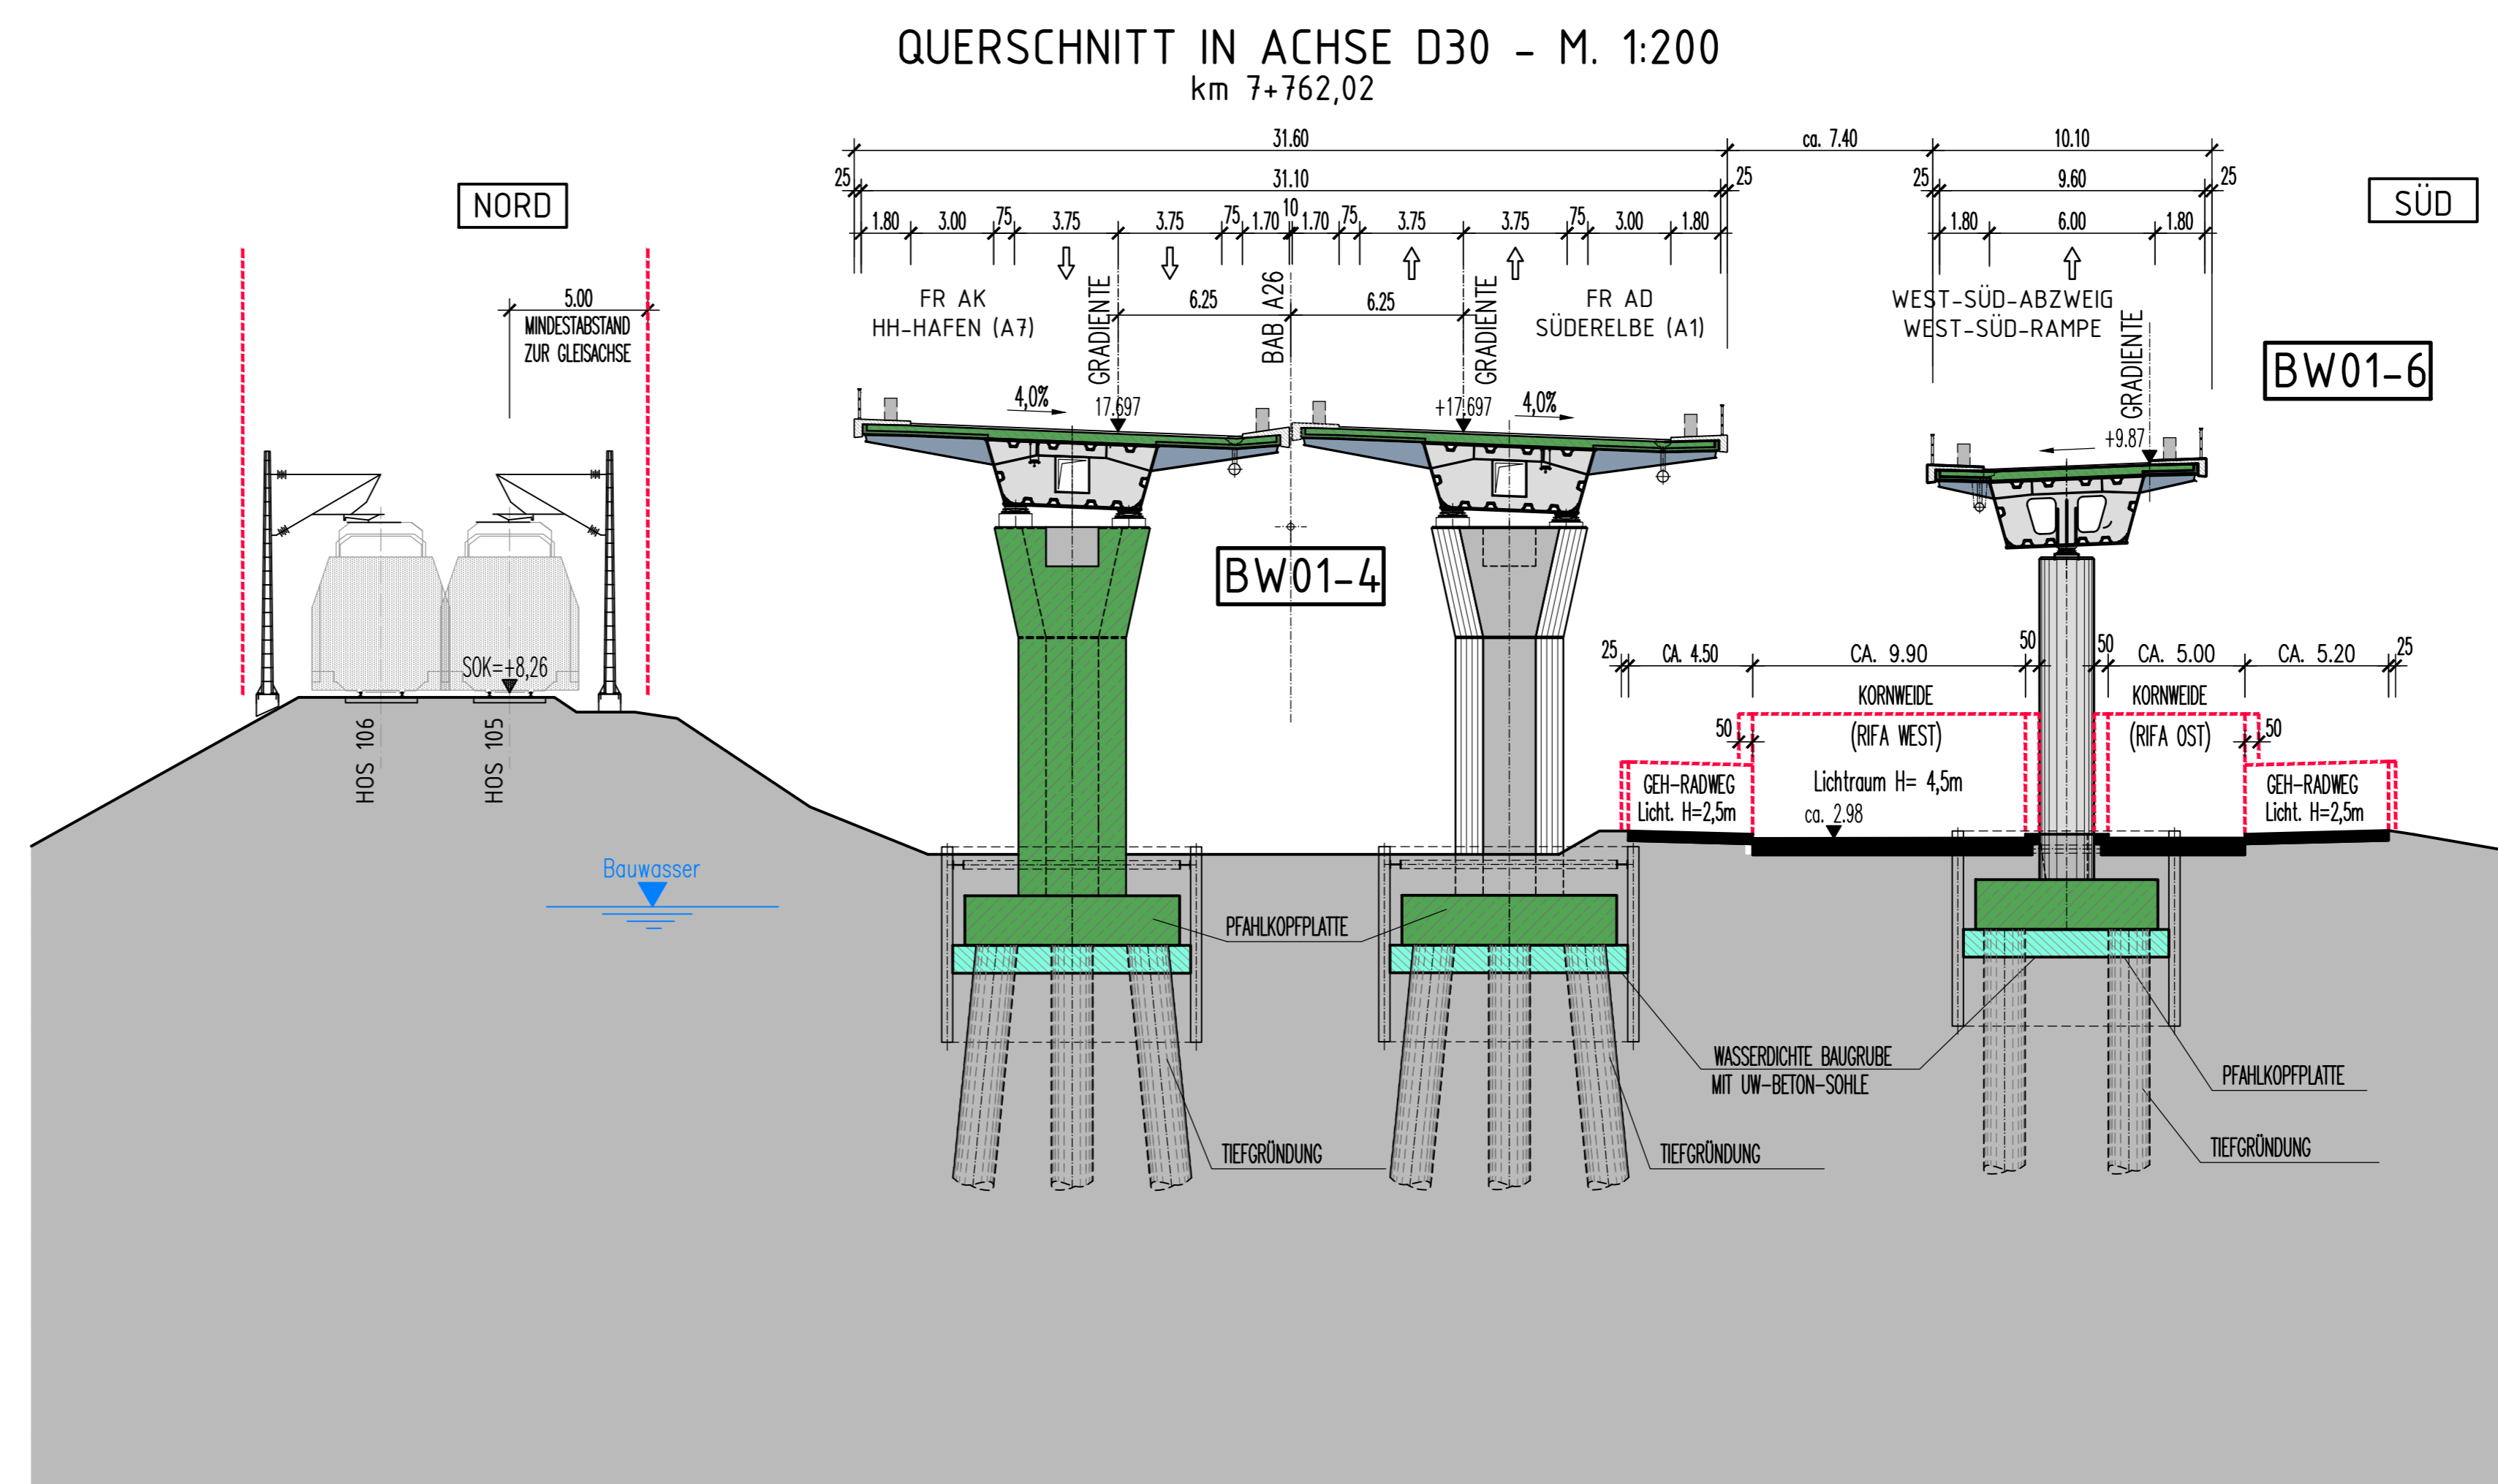 QUERSCHNITT IN ACHSE D30 - M. 1:200
km 7+762,02
31.60
ca. 7.40
10.10
25
31.10
25
25
9.60
25
1.80
3.00
75
3.75
3.75
75
1.70
10
1.70
75
3.75
3.75
75
3.00
1.80
1.80
6.00
1.80
NORD
SÜD
5.00
MINDESTABSTAND
ZUR GLEISACHSE
FR AK
HH-HAFEN (A7)
GRADIENTE
6.25
BAB A26
6.25
GRADIENTE
FR AD
SÜDERELBE (A1)
WEST-SÜD-ABZWEIG
WEST-SÜD-RAMPE
GRADIENTE
BW01-6
4,0%
17.697
+17.697
4,0%
+9.87
BW01-4
SOK=+8,26
HOS 106
HOS 105
25
CA. 4.50
CA. 9.90
50
50
CA. 5.00
CA. 5.20
25
KORNWEIDE
(RIFA WEST)
KORNWEIDE
(RIFA OST)
50
50
GEH-RADWEG
Licht. H=2,5m
Lichtraum H= 4,5m
ca. 2.98
GEH-RADWEG
Licht. H=2,5m
Bauwasser
PFAHLKOPFPLATTE
WASSERDICHTE BAUGRUBE
MIT UW-BETON-SOHLE
PFAHLKOPFPLATTE
TIEFGRÜNDUNG
TIEFGRÜNDUNG
TIEFGRÜNDUNG